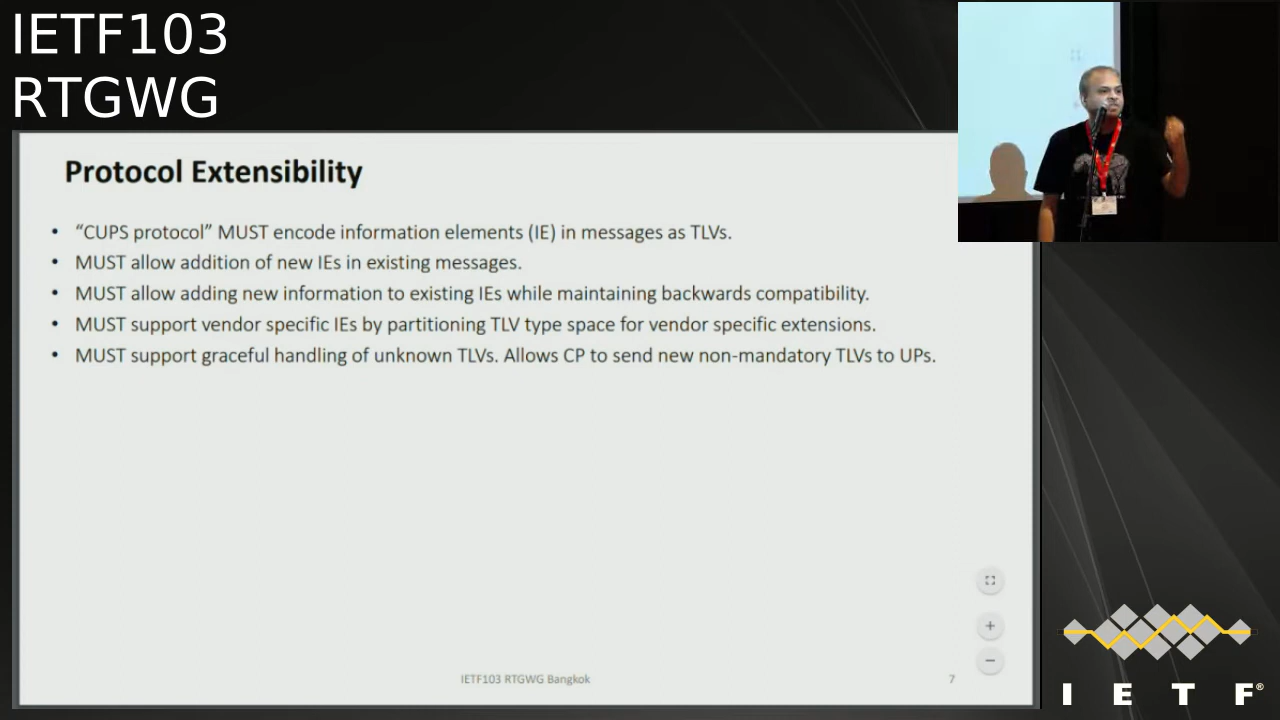 IETF103
RTGWG
Protocol Extensibility
• “CUPS protocol” MUST encode information elements (IE) in messages as TLVs.
• MUST allow addition of new IEs in existing messages.
• MUST allow adding new information to existing IEs while maintaining backwards compatibility.
• MUST support vendor specific IEs by partitioning TLV type space for vendor specific extensions.
• MUST support graceful handling of unknown TLVs. Allows CP to send new non-mandatory TLVs to UPs.
IETF103 RTGWG Bangkok
7
I E T F®